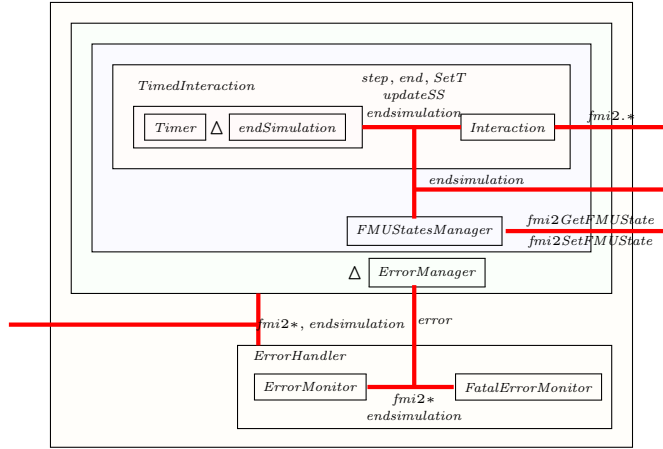 step, end, SetT
TimedInteraction
updateSS
endsimulation
fmi2.*
Timer Δ endSimulation
Interaction
endsimulation
fmi2GetFMUState
FMUStatesManager
fmi2SetFMUState
Δ ErrorManager
fmi2*, endsimulation
error
ErrorHandler
ErrorMonitor
FatalErrorMonitor
fmi2*
endsimulation